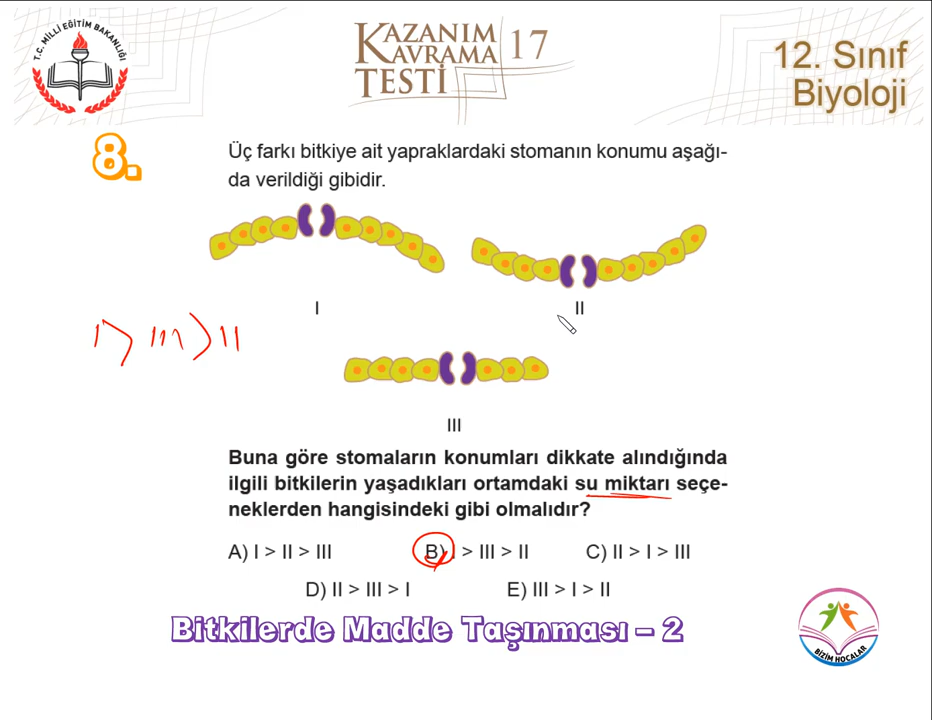 T.C. MİLLİ EĞİTİM BAKANLIĞI
KAZANIM
KAVRAMA
TESTİ
17
12. Sınıf
Biyoloji
8.
Üç farkı bitkiye ait yapraklardaki stomanın konumu aşağı-
da verildiği gibidir.
I
II
I > III > II
III
Buna göre stomaların konumları dikkate alındığında
ilgili bitkilerin yaşadıkları ortamdaki su miktarı seçe-
neklerden hangisindeki gibi olmalıdır?
A) I > II > III B) I > III > II C) II > I > III
D) II > III > I E) III > I > II
Bitkilerde Madde Taşınması – 2
BİZİM HOCALAR